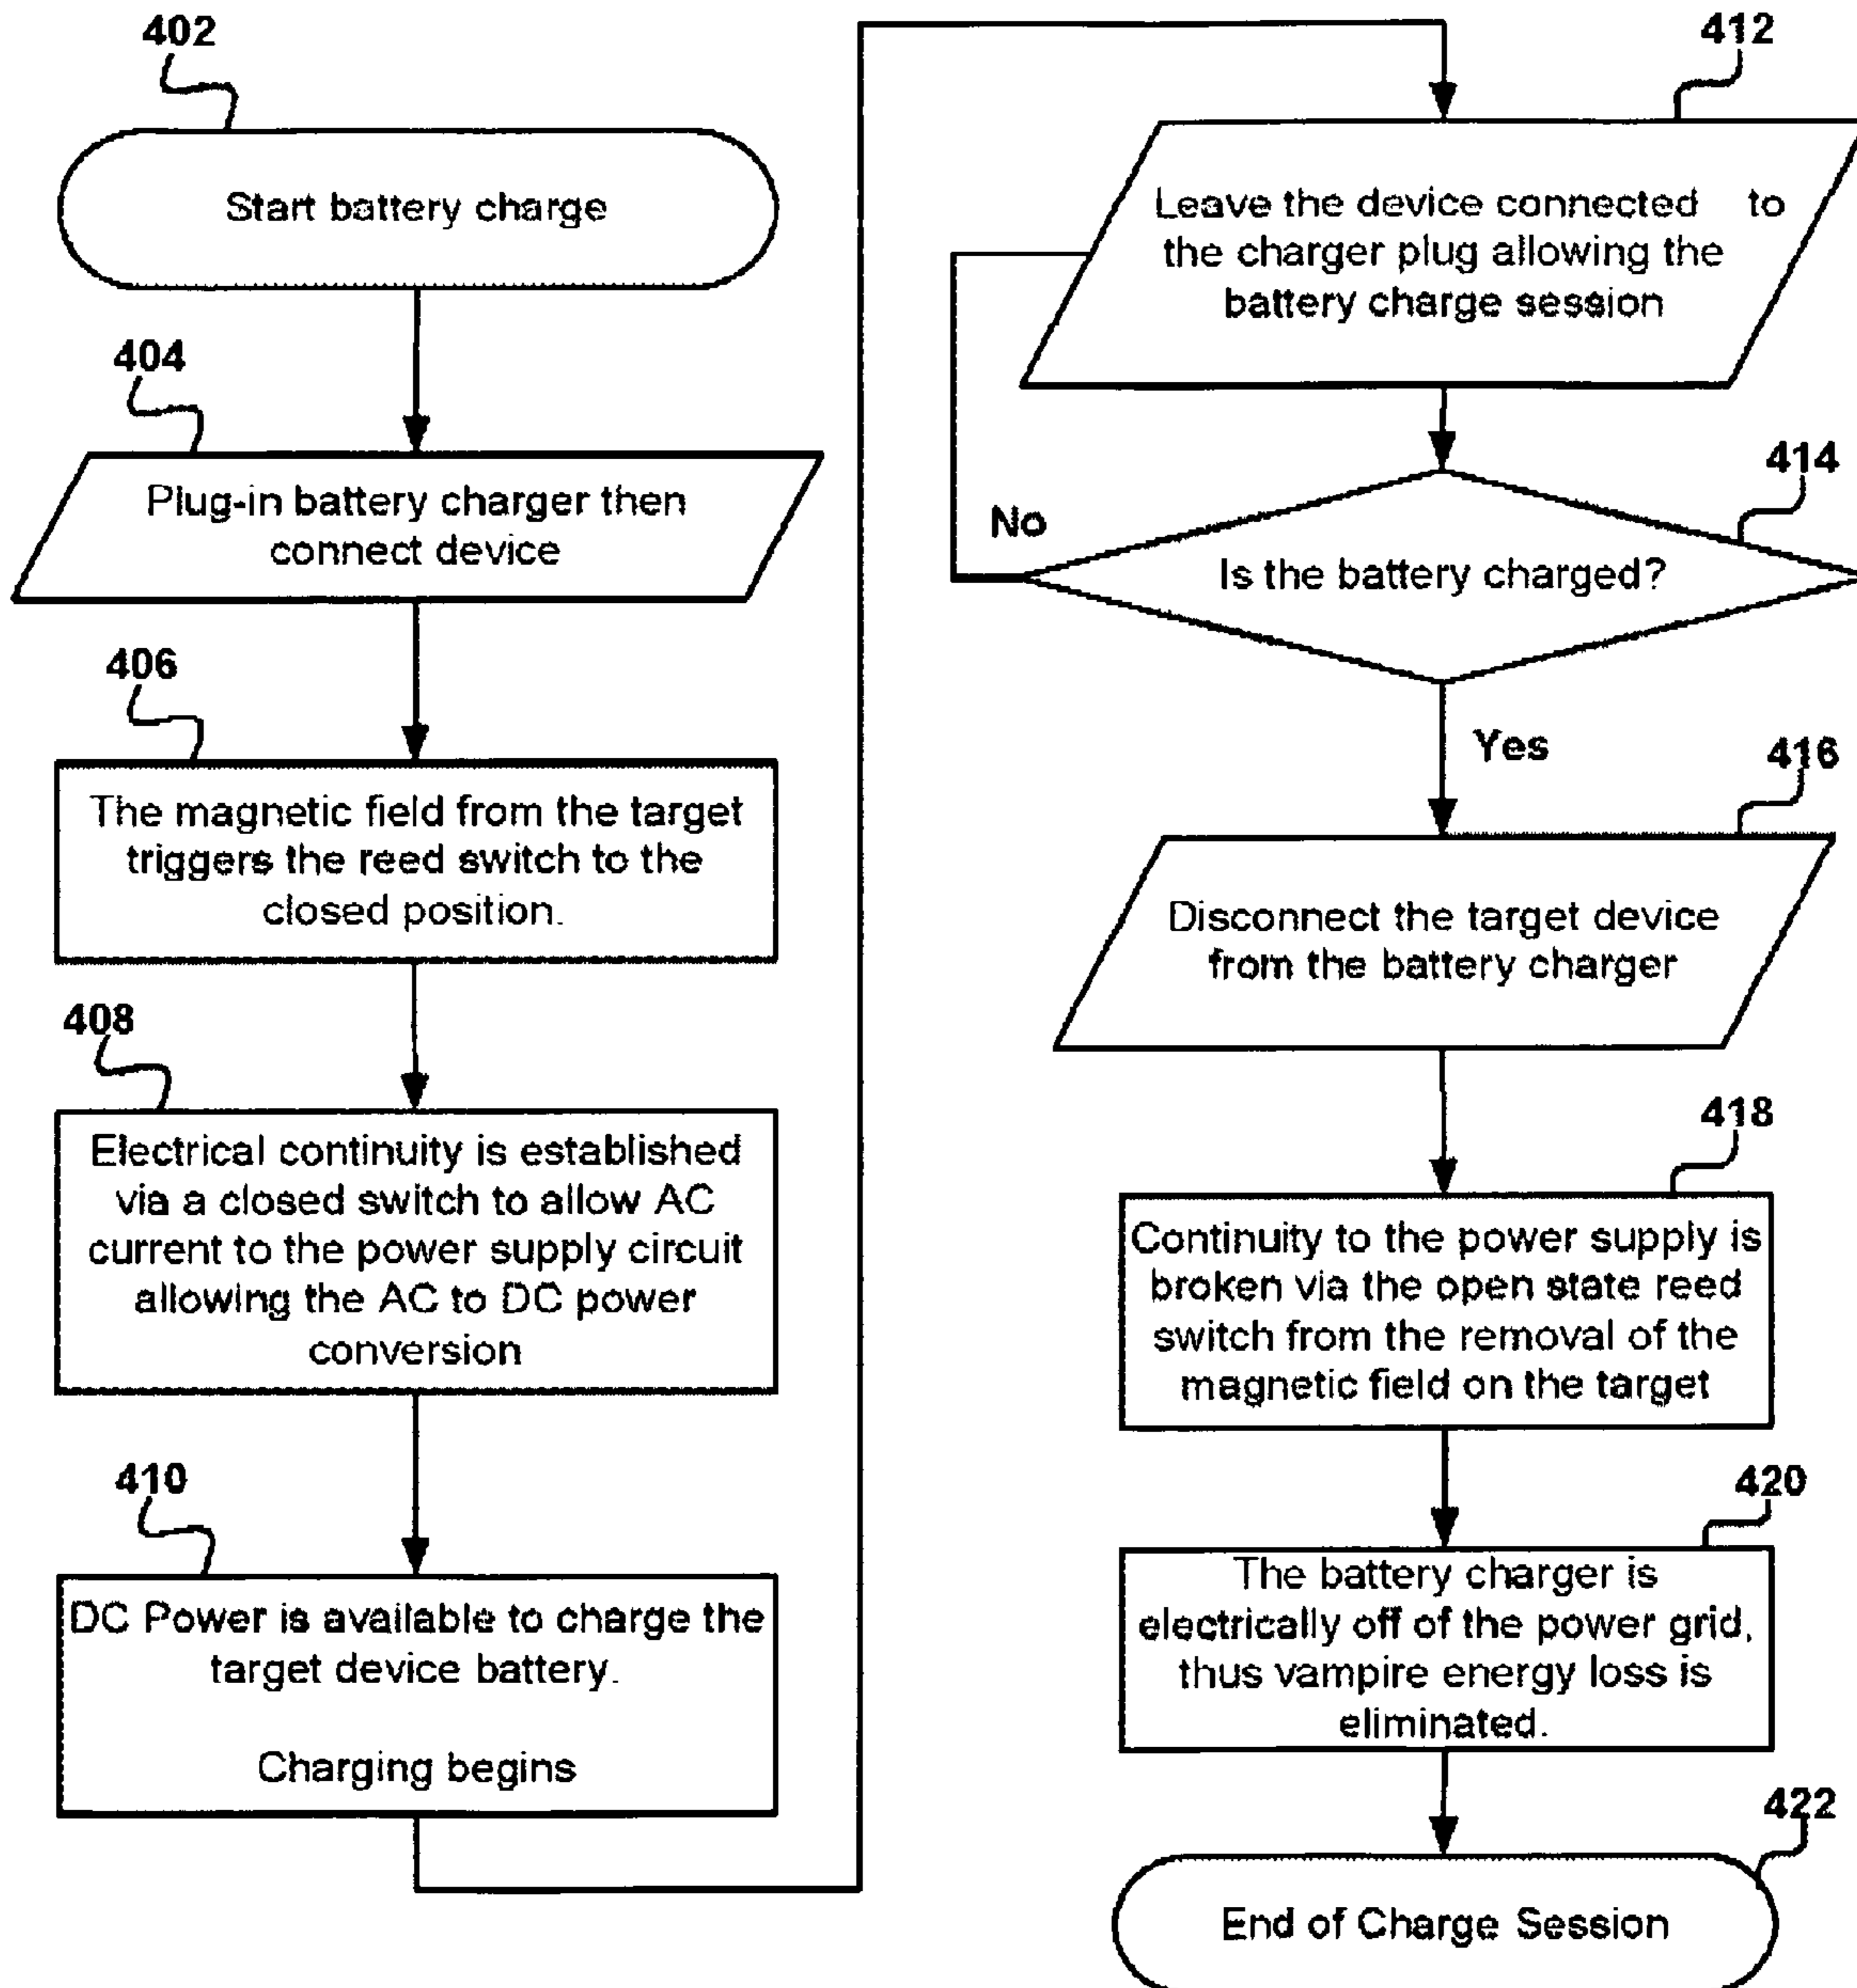 402
Start battery charge
404
Plug-in battery charger then
connect device
406
The magnetic field from the target
triggers the reed switch to the
closed position.
408
Electrical continuity is established
via a closed switch to allow AC
current to the power supply circuit
allowing the AC to DC power
conversion
410
DC Power is available to charge the
target device battery.
Charging begins
412
Leave the device connected to
the charger plug allowing the
battery charge session
414
No
Is the battery charged?
Yes
416
Disconnect the target device
from the battery charger
418
Continuity to the power supply is
broken via the open state reed
switch from the removal of the
magnetic field on the target
420
The battery charger is
electrically off of the power grid,
thus vampire energy loss is
eliminated.
422
End of Charge Session